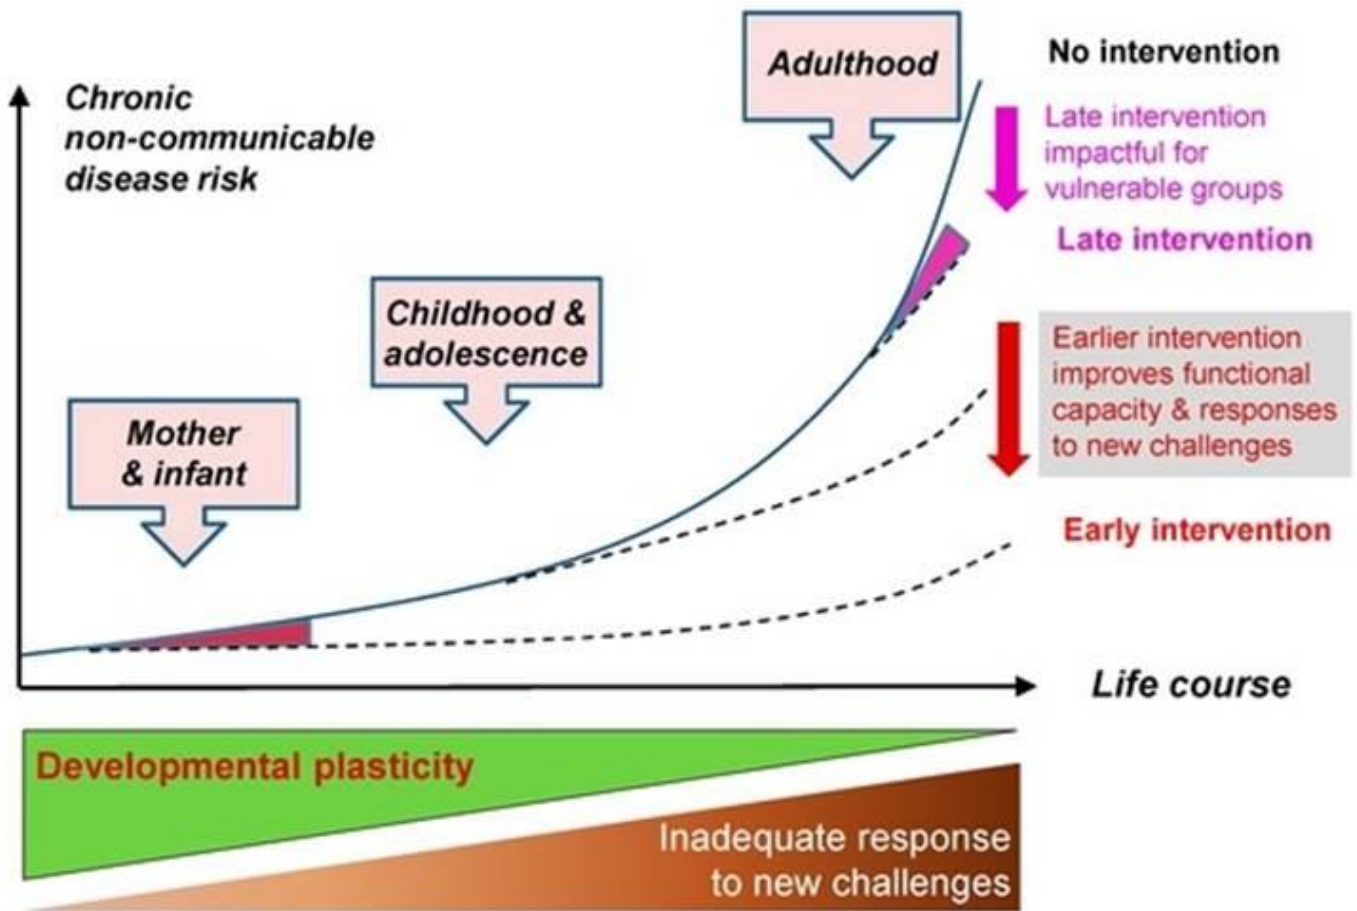 Adulthood
No intervention
Chronic
non-communicable
disease risk
Late intervention
impactful for
vulnerable groups
Late intervention
Childhood &
adolescence
Earlier intervention
improves functional
capacity & responses
to new challenges
Mother
& infant
Early intervention
Life course
Developmental plasticity
Inadequate response
to new challenges